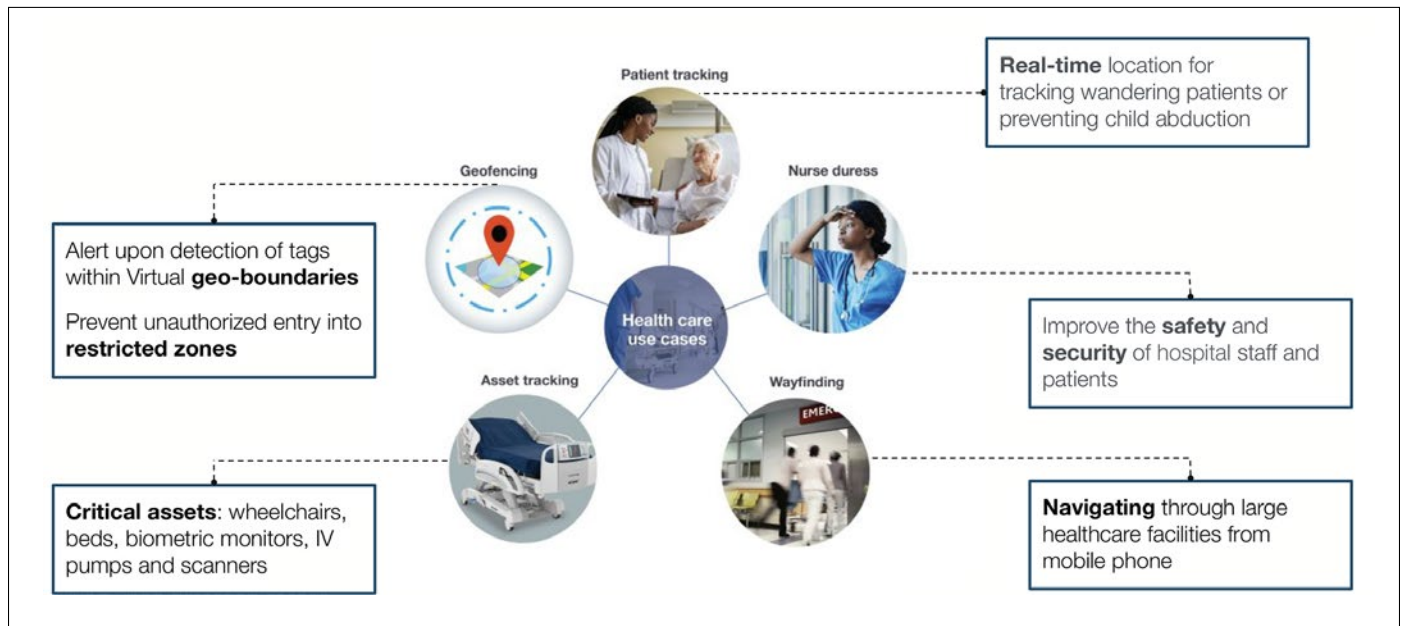 Patient tracking
Real-time location for
tracking wandering patients or
preventing child abduction
Geofencing
Nurse duress
Alert upon detection of tags
within Virtual geo-boundaries
Prevent unauthorized entry into
restricted zones
Health care
use cases
Improve the safety and
security of hospital staff and
patients
Asset tracking
Wayfinding
EMER
Critical assets: wheelchairs,
beds, biometric monitors, IV
pumps and scanners
Navigating through large
healthcare facilities from
mobile phone